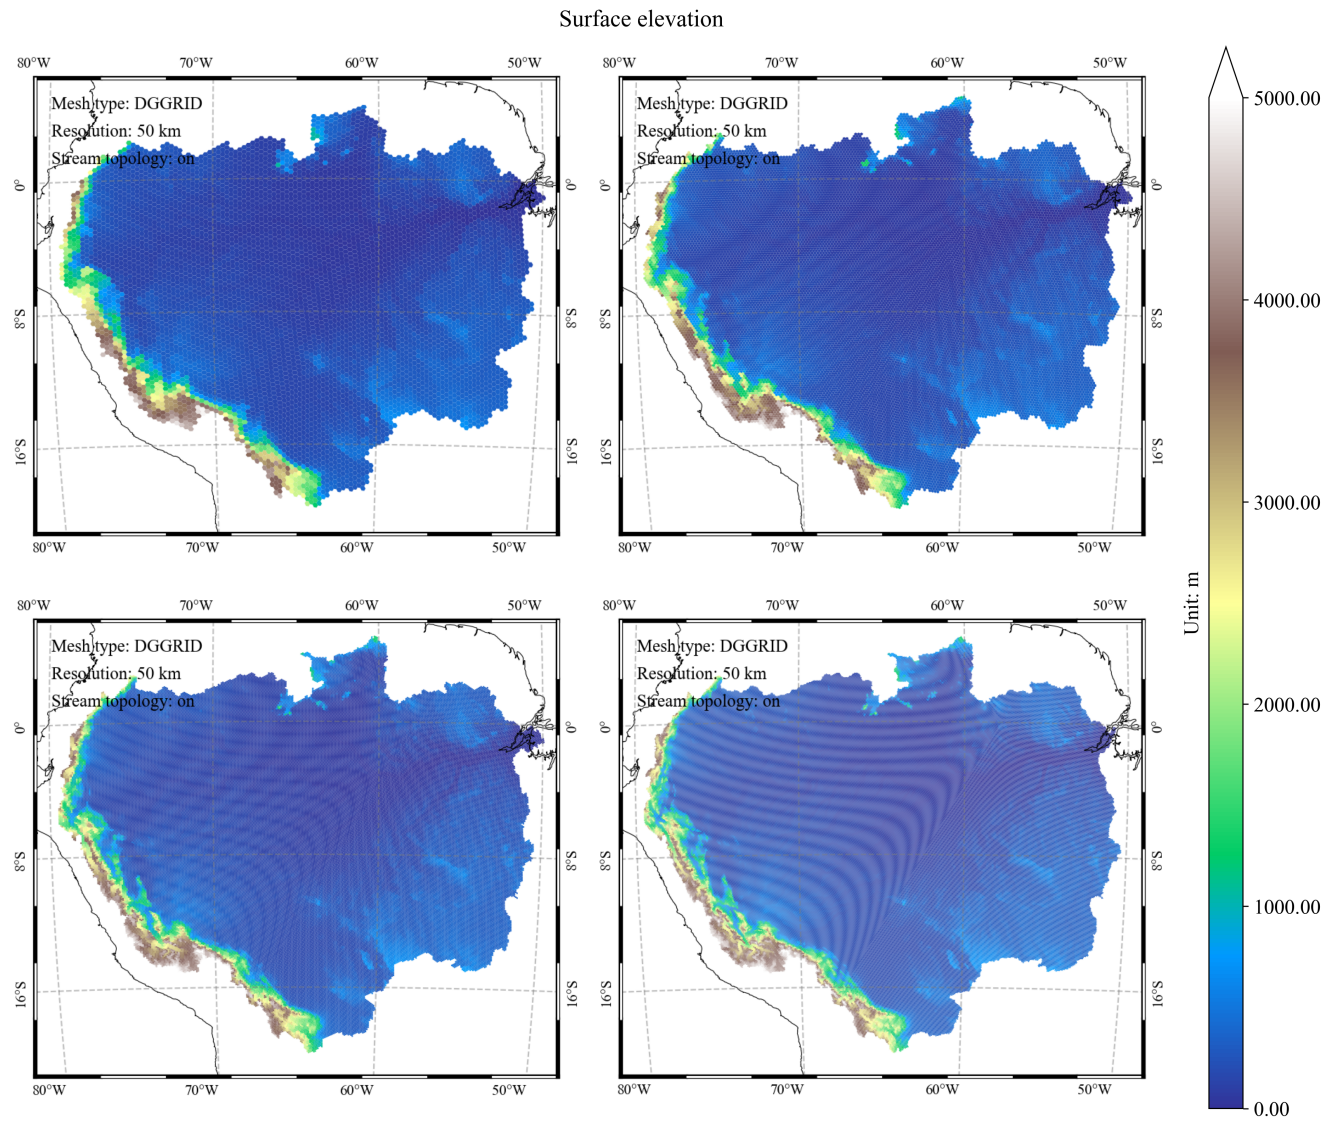 Surface elevation
80°W 70°W 60°W 50°W
80°W 70°W 60°W 50°W
Mesh type: DGGRID
Resolution: 50 km
Stream topology: on
Mesh type: DGGRID
Resolution: 50 km
Stream topology: on
0° 0° 0° 0°
8°S 8°S 8°S
16°S 16°S 16°S 16°S
80°W 70°W 60°W 50°W
80°W 70°W 60°W 50°W
80°W 70°W 60°W 50°W
80°W 70°W 60°W 50°W
Mesh type: DGGRID
Resolution: 50 km
Stream topology: on
Mesh type: DGGRID
Resolution: 50 km
Stream topology: on
0° 0° 0° 0°
8°S 8°S 8°S
16°S 16°S 16°S 16°S
80°W 70°W 60°W 50°W
80°W 70°W 60°W 50°W
5000.00
4000.00
3000.00
2000.00
1000.00
0.00
Unit: m